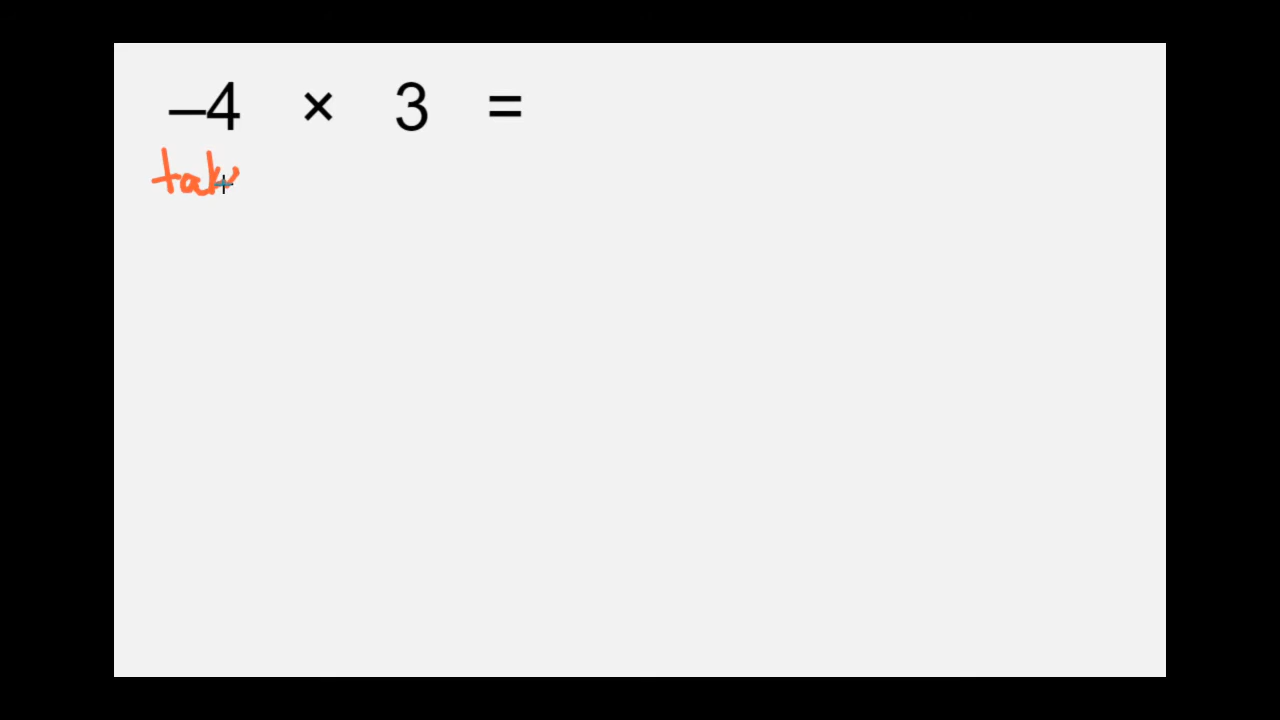 –4 × 3 =
tak